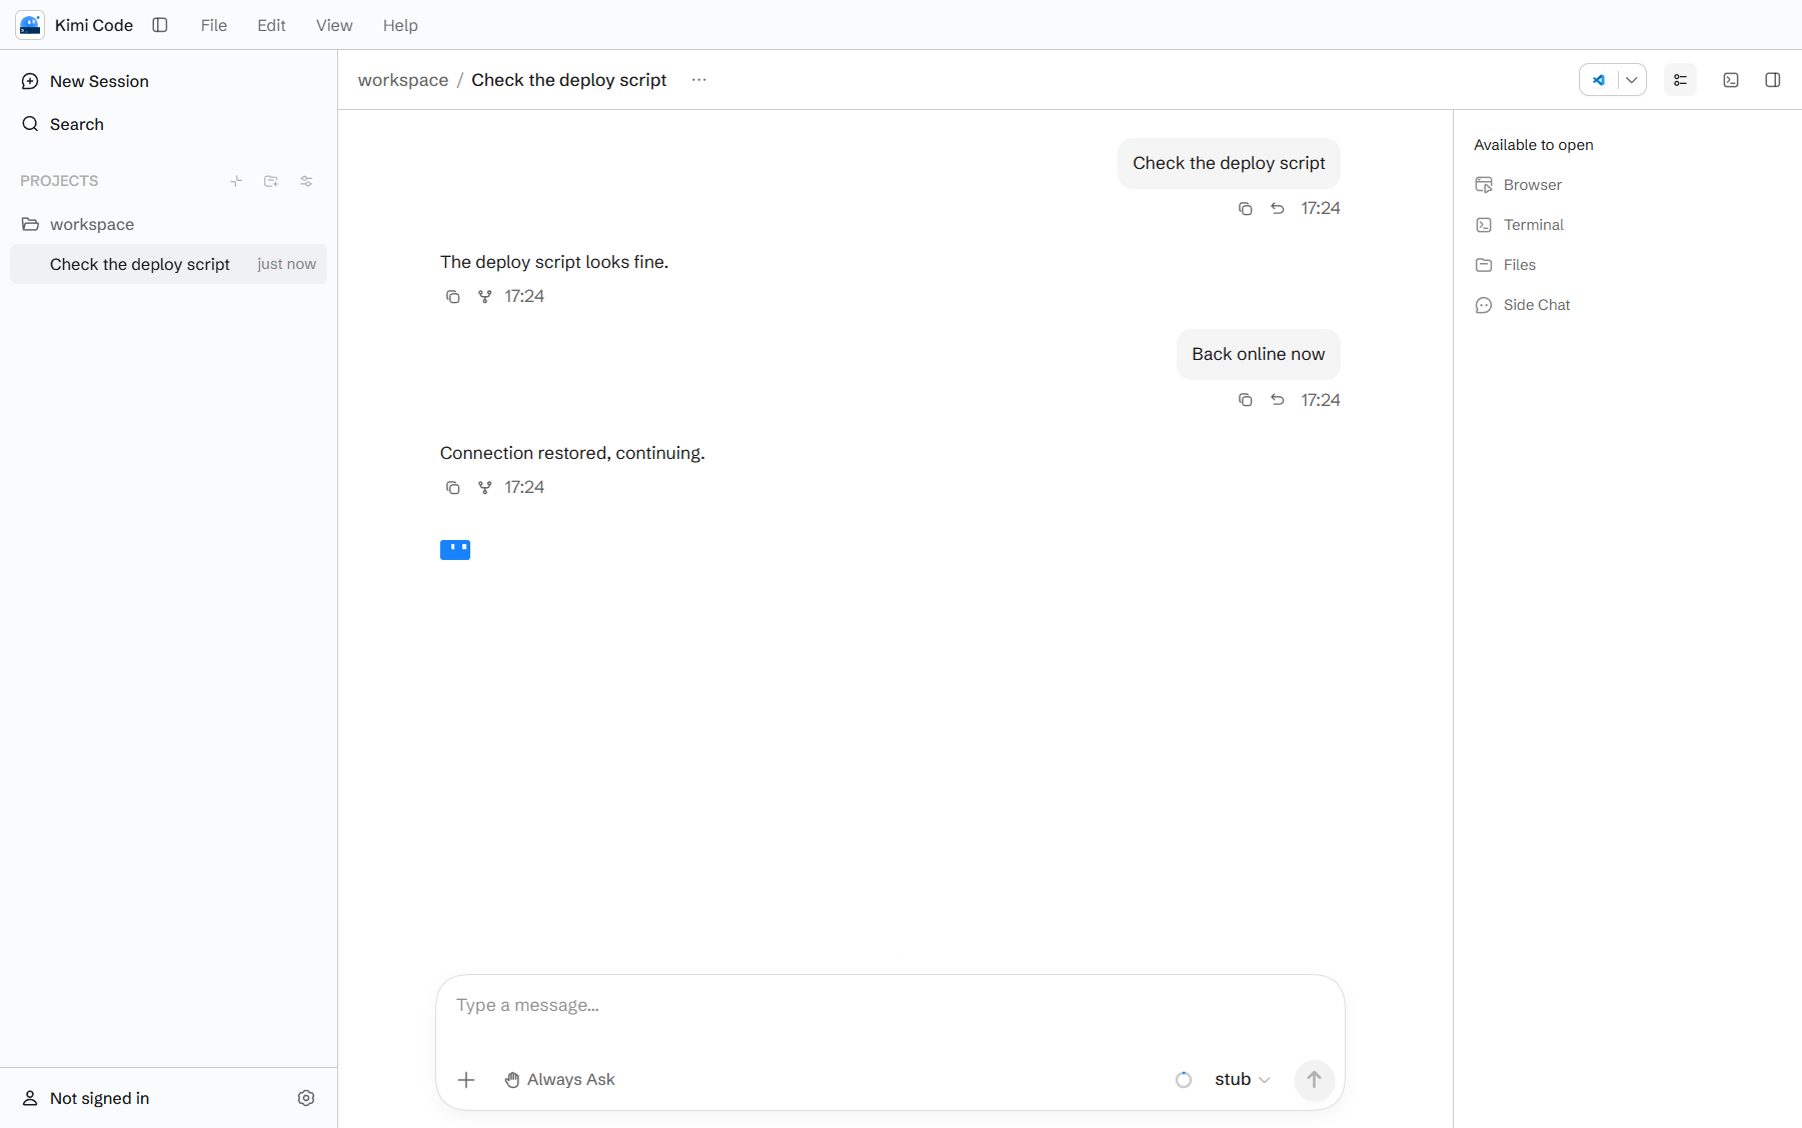 Kimi Code File Edit View Help
New Session
Search
PROJECTS
workspace
Check the deploy script just now
Not signed in
workspace / Check the deploy script ...
Check the deploy script
17:24
The deploy script looks fine.
17:24
Back online now
17:24
Connection restored, continuing.
17:24
Type a message...
Always Ask stub
Available to open
Browser
Terminal
Files
Side Chat